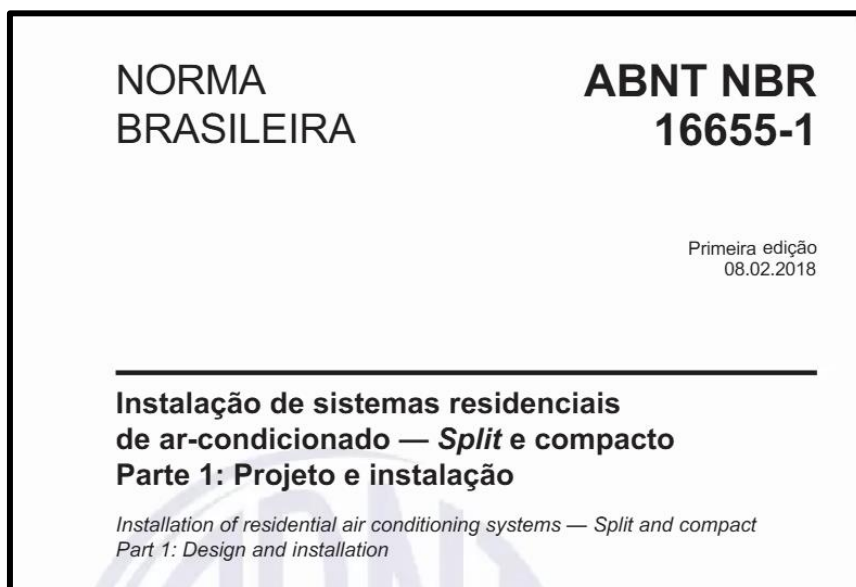 NORMA
BRASILEIRA
ABNT NBR
16655-1
Primeira edição
08.02.2018
Instalação de sistemas residenciais
de ar-condicionado — Split e compacto
Parte 1: Projeto e instalação
Installation of residential air conditioning systems — Split and compact
Part 1: Design and installation